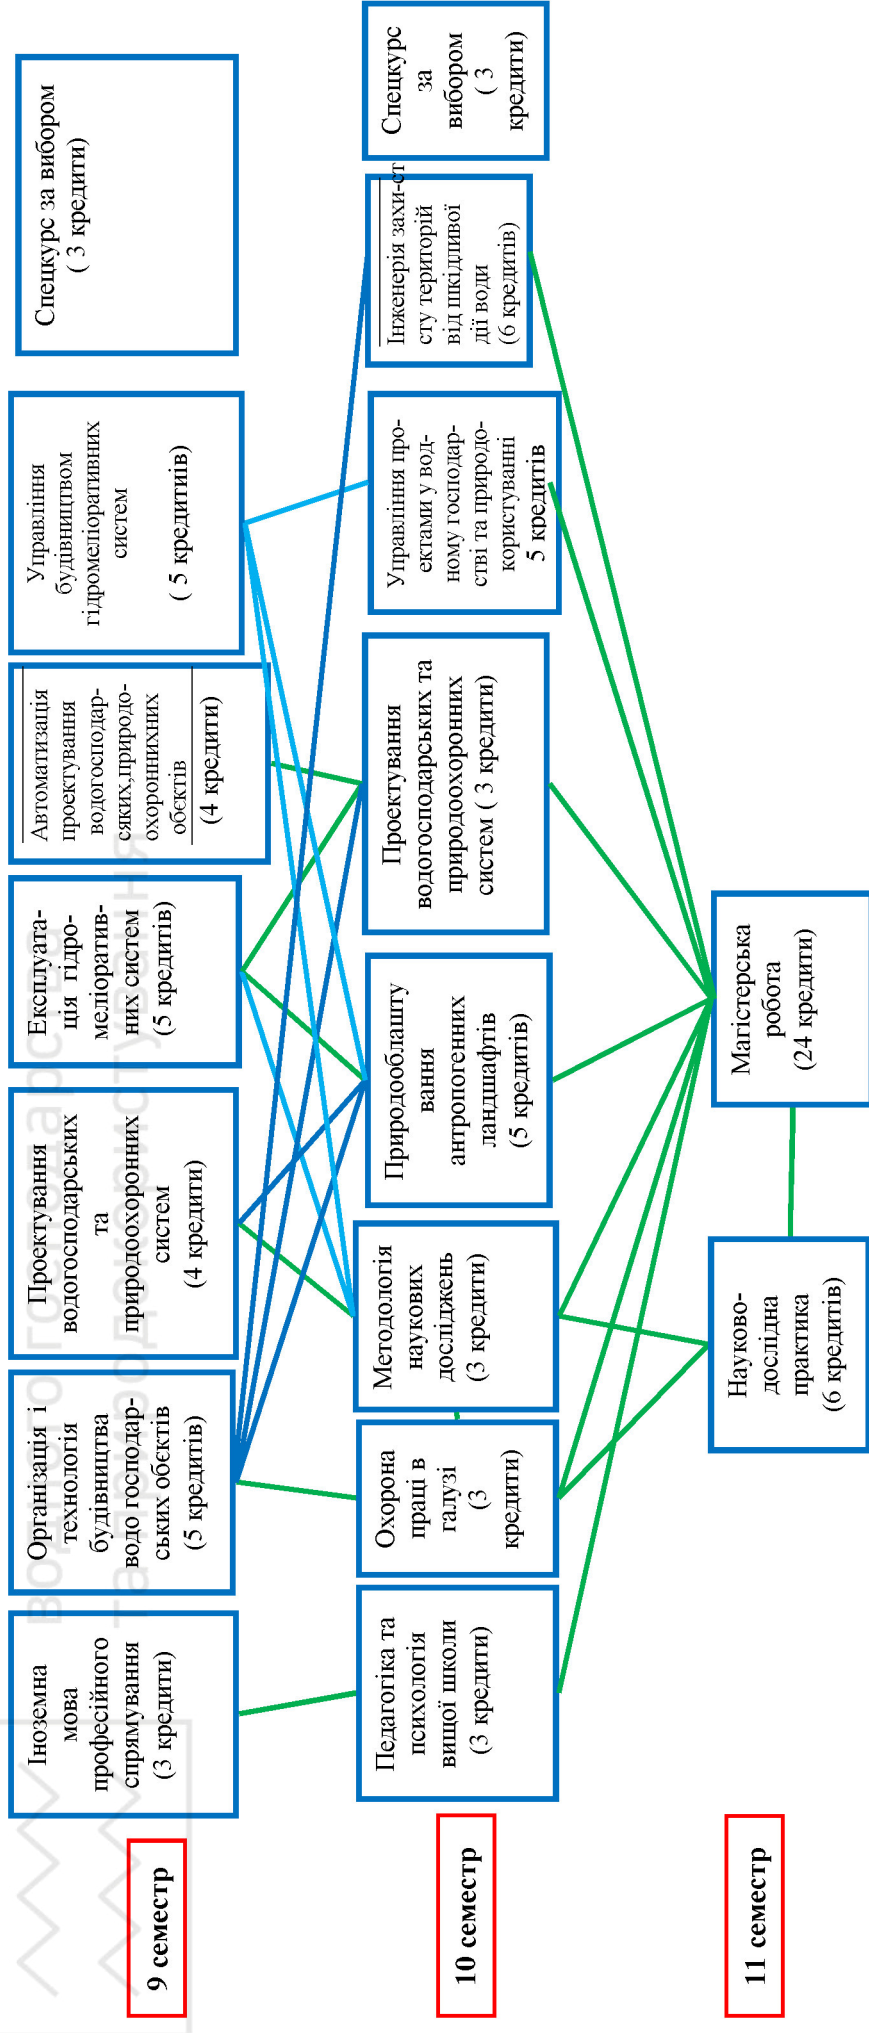 9 семестр
Іноземна
мова
професійного
спрямування
(3 кредити)
Організація і
технологія
будівництва
водо господар-
ських обєктів
(5 кредитів)
Проектування
водогосподарських
та
природоохоронних
систем
(4 кредити)
Експлуата-
ція гідро-
меліоратив-
них систем
(5 кредитів)
Автоматизація
проектування
водогосподар-
сяких,природо-
охороннихних
обєктів
(4 кредити)
Управління
будівництвом
гідромеліоративних
систем
( 5 кредитиів)
Спецкурс за вибором
( 3 кредити)
10 семестр
Педагогіка та
психологія
вищої школи
(3 кредити)
Охорона
праці в
галузі
(3
кредити)
Методологія
наукових
досліджень
(3 кредити)
Природооблашту
вання
антропогенних
ландшафтів
(5 кредитів)
Проектування
водогосподарських та
природоохоронних
систем ( 3 кредити)
Управління про-
ектами у вод-
ному господар-
стві та природо-
користуванні
5 кредитів
Інженерія захи-ст
сту територій
від шкідливої
дії води
(6 кредитів)
Спецкурс
за
вибором
( 3
кредити)
11 семестр
Науково-
дослідна
практика
(6 кредитів)
Магістерська
робота
(24 кредити)
водного господарства
та природокористування